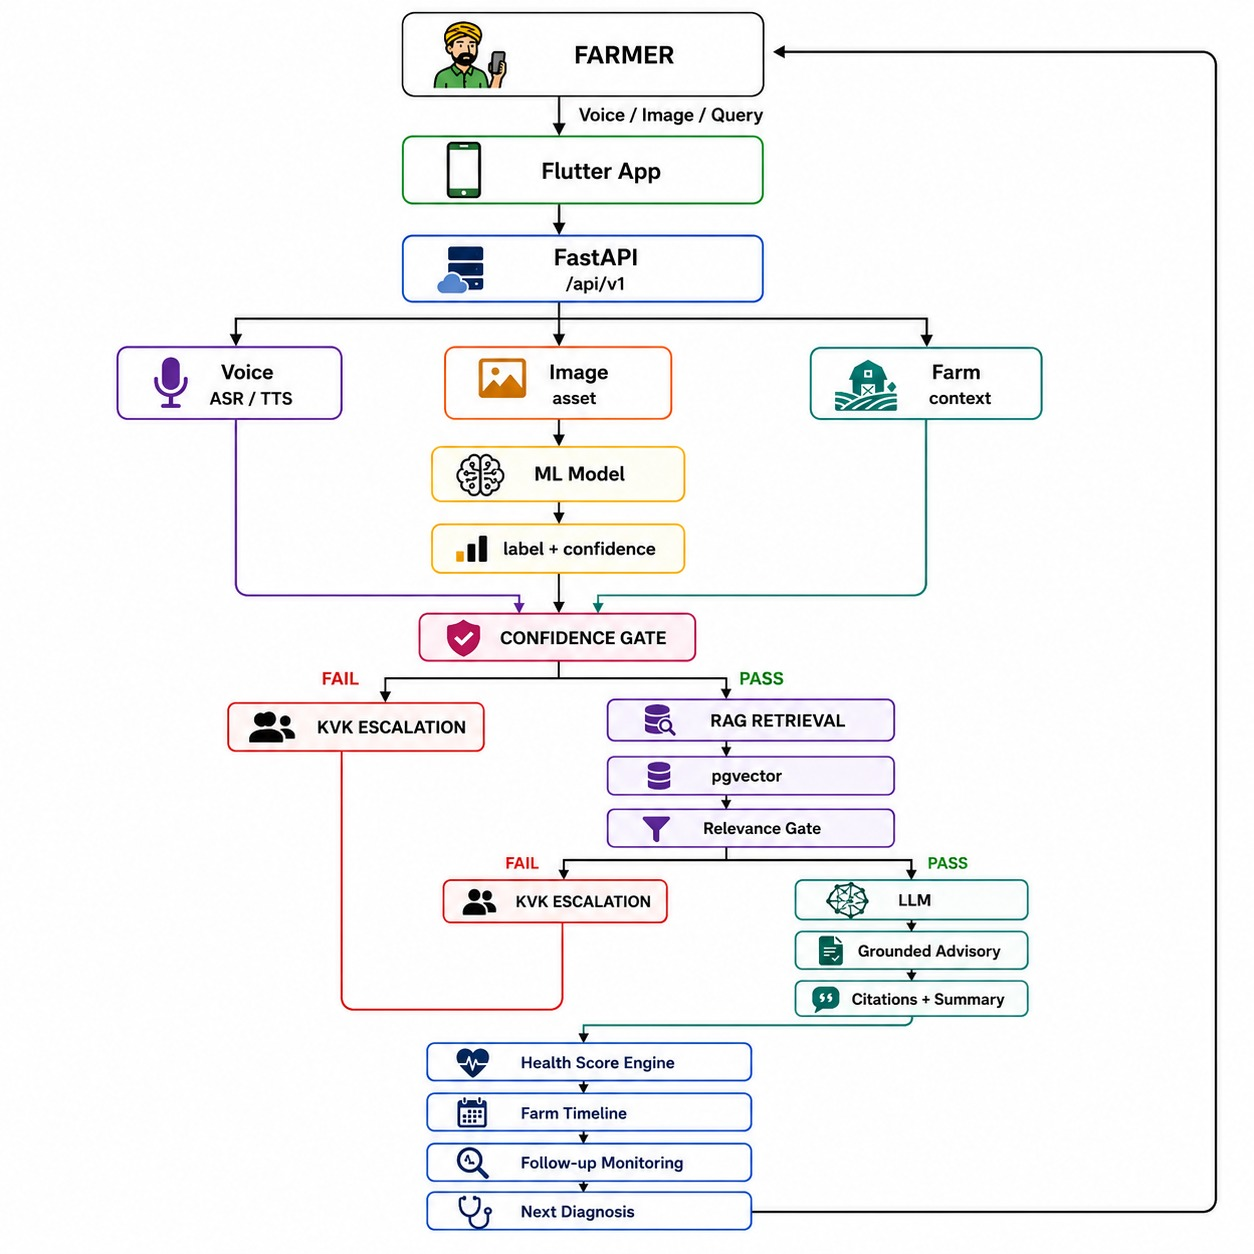 FARMER
Voice / Image / Query
Flutter App
FastAPI
/api/v1
Voice
ASR / TTS
Image
asset
Farm
context
ML Model
label + confidence
CONFIDENCE GATE
FAIL
PASS
KVK ESCALATION
RAG RETRIEVAL
pgvector
Relevance Gate
FAIL
PASS
KVK ESCALATION
LLM
Grounded Advisory
Citations + Summary
Health Score Engine
Farm Timeline
Follow-up Monitoring
Next Diagnosis